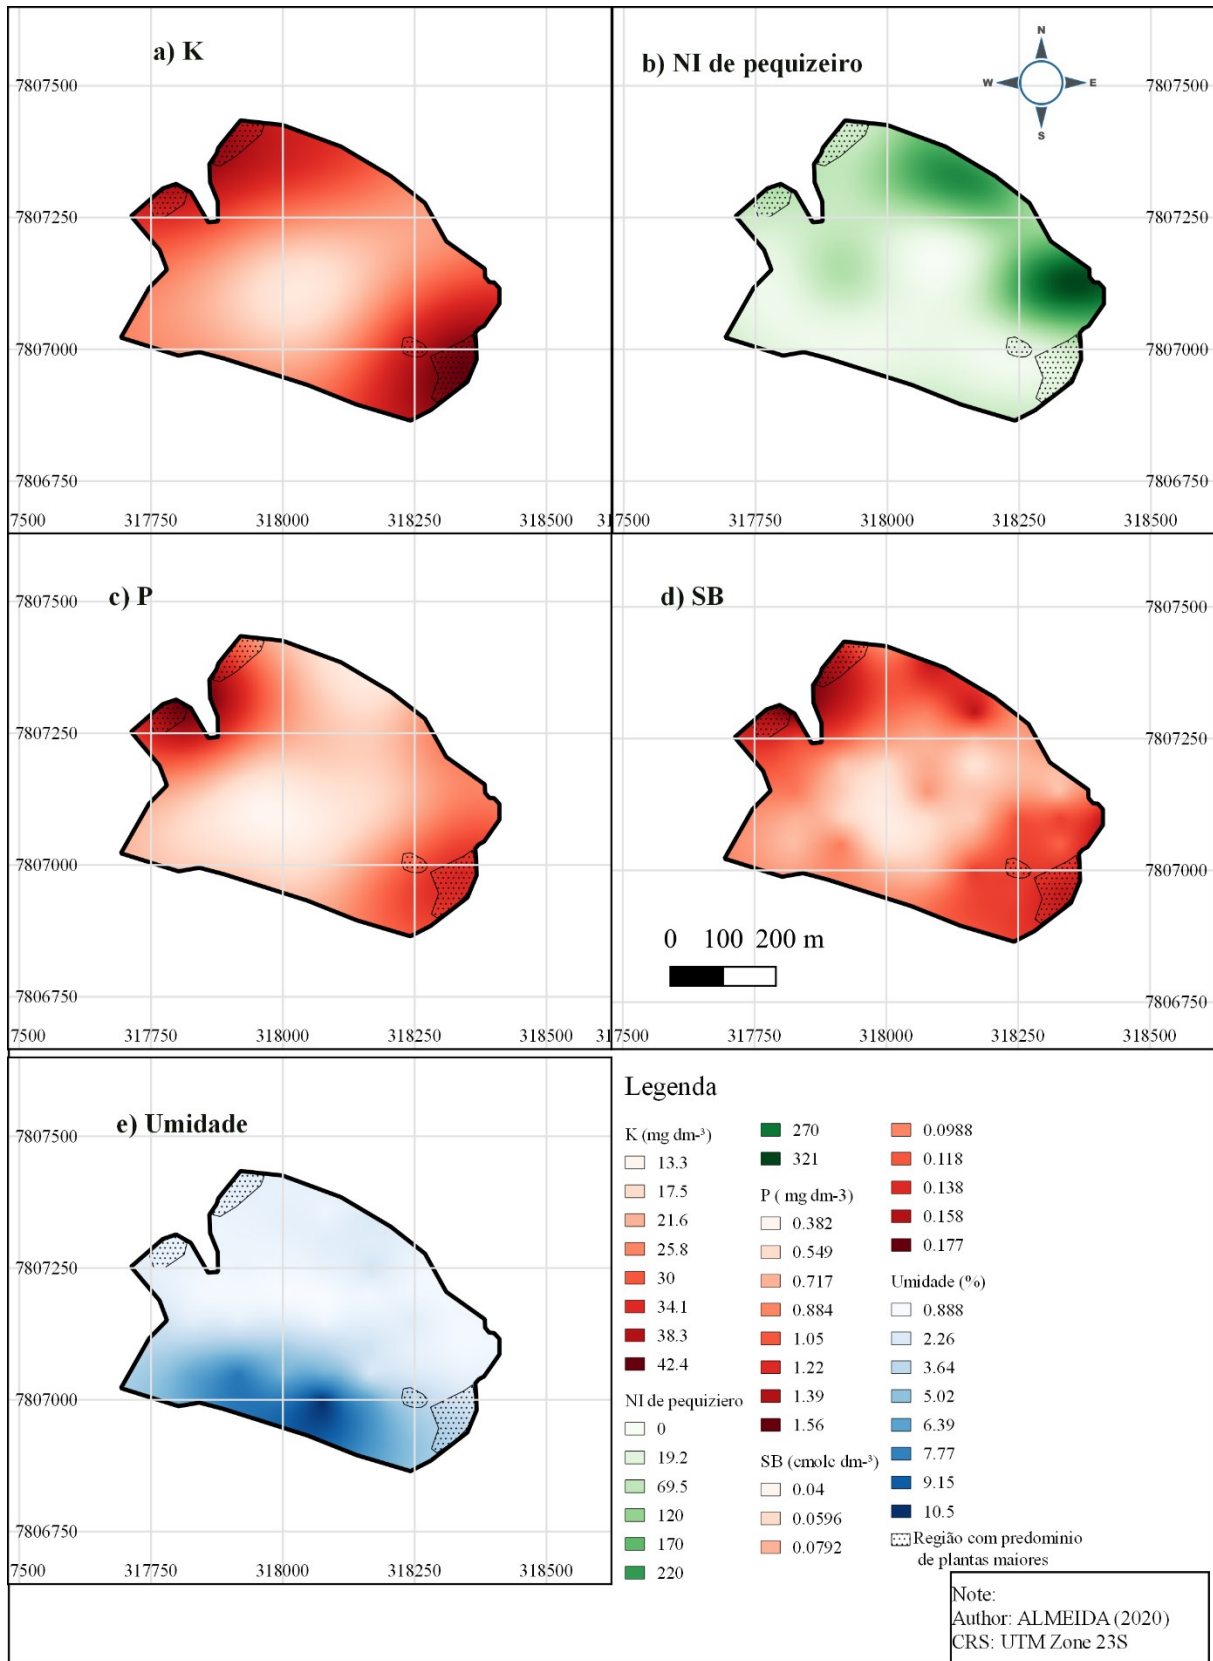 a) K
7807500
7807250
7807000
7806750
7500 317750 318000 318250 318500
b) NI de pequizeiro
N
W E
S
7807500
7807250
7807000
7806750
317500 317750 318000 318250 318500
c) P
7807500
7807250
7807000
7806750
7500 317750 318000 318250 318500
d) SB
7807500
7807250
7807000
0 100 200 m
7806750
7500 317750 318000 318250 318500
e) Umidade
7807500
7807250
7807000
7806750
7500 317750 318000 318250 318500
Legenda
K (mg dm-³)
13.3
17.5
21.6
25.8
30
34.1
38.3
42.4
NI de pequiziero
0
19.2
69.5
120
170
220
270
321
P ( mg dm-3)
0.382
0.549
0.717
0.884
1.05
1.22
1.39
1.56
SB (cmolc dm-³)
0.04
0.0596
0.0792
0.0988
0.118
0.138
0.158
0.177
Umidade (%)
0.888
2.26
3.64
5.02
6.39
7.77
9.15
10.5
Região com predominio
de plantas maiores
Note:
Author: ALMEIDA (2020)
CRS: UTM Zone 23S